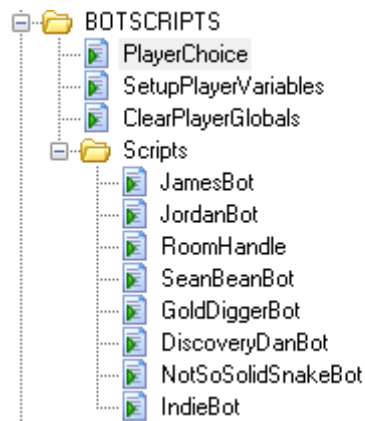 BOTSCRIPTS
PlayerChoice
SetupPlayerVariables
ClearPlayerGlobals
Scripts
JamesBot
JordanBot
RoomHandle
SeanBeanBot
GoldDiggerBot
DiscoveryDanBot
NotSoSolidSnakeBot
IndieBot